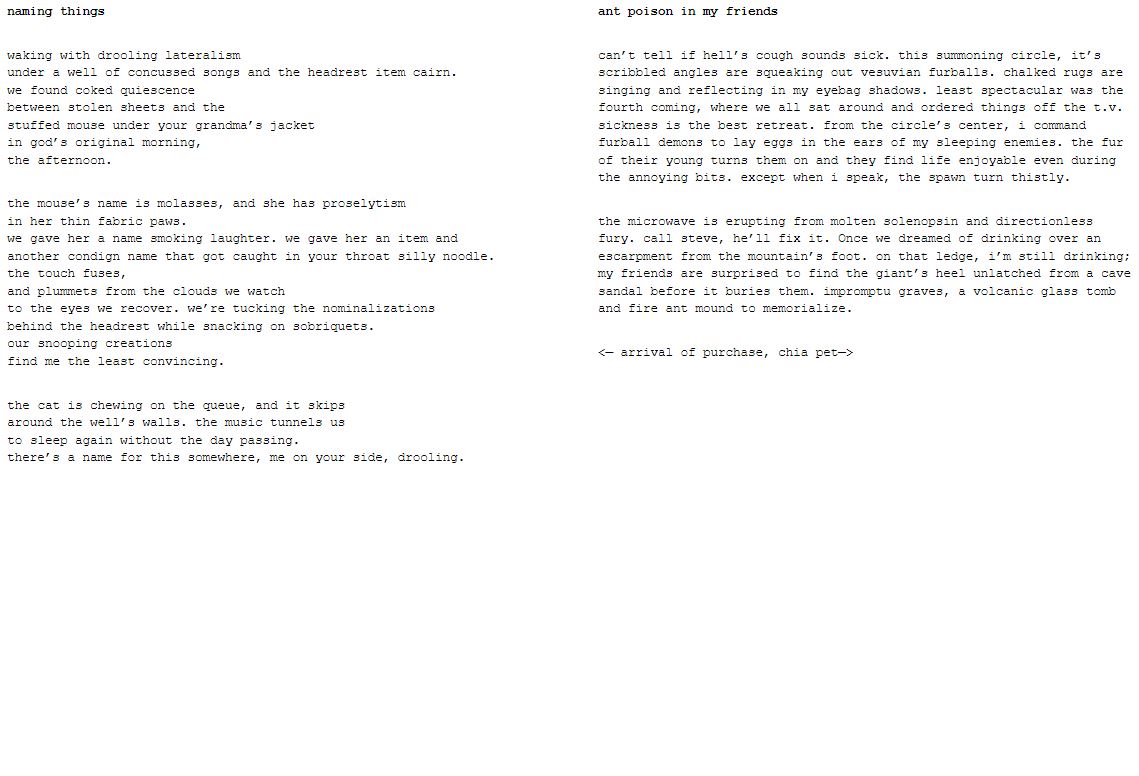 naming things
waking with drooling lateralism
under a well of concussed songs and the headrest item cairn.
we found coked quiescence
between stolen sheets and the
stuffed mouse under your grandma's jacket
in god's original morning,
the afternoon.
the mouse's name is molasses, and she has proselytism
in her thin fabric paws.
we gave her a name smoking laughter. we gave her an item and
another condign name that got caught in your throat silly noodle.
the touch fuses,
and plummets from the clouds we watch
to the eyes we recover. we're tucking the nominalizations
behind the headrest while snacking on sobriquets.
our snooping creations
find me the least convincing.
the cat is chewing on the queue, and it skips
around the well's walls. the music tunnels us
to sleep again without the day passing.
there's a name for this somewhere, me on your side, drooling.
ant poison in my friends
can't tell if hell's cough sounds sick. this summoning circle, it's
scribbled angles are squeaking out vesuvian furballs. chalked rugs are
singing and reflecting in my eyebag shadows. least spectacular was the
fourth coming, where we all sat around and ordered things off the t.v.
sickness is the best retreat. from the circle's center, i command
furball demons to lay eggs in the ears of my sleeping enemies. the fur
of their young turns them on and they find life enjoyable even during
the annoying bits. except when i speak, the spawn turn thistly.
the microwave is erupting from molten solenopsin and directionless
fury. call steve, he'll fix it. Once we dreamed of drinking over an
escarpment from the mountain's foot. on that ledge, i'm still drinking;
my friends are surprised to find the giant's heel unlatched from a cave
sandal before it buries them. impromptu graves, a volcanic glass tomb
and fire ant mound to memorialize.
<— arrival of purchase, chia pet—>